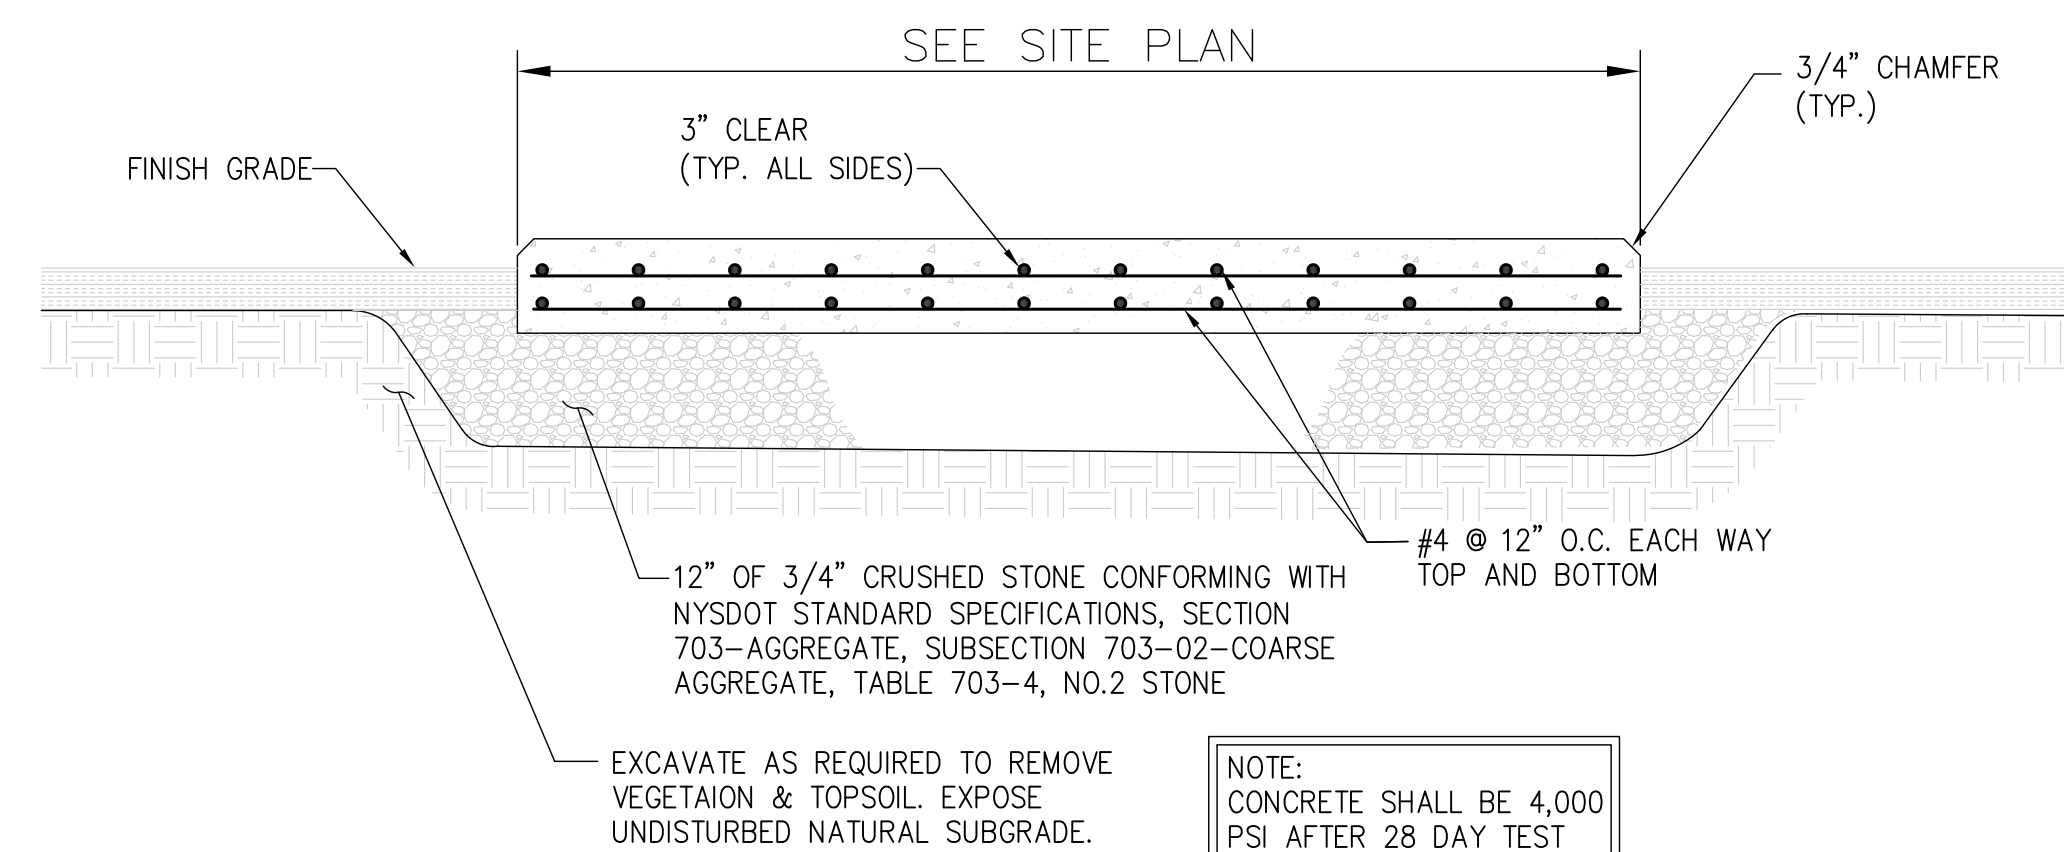 SEE SITE PLAN
3/4” CHAMFER
(TYP.)
3” CLEAR
(TYP. ALL SIDES)
FINISH GRADE
#4 @ 12” O.C. EACH WAY
TOP AND BOTTOM
12” OF 3/4” CRUSHED STONE CONFORMING WITH
NYSDOT STANDARD SPECIFICATIONS, SECTION
703-AGGREGATE, SUBSECTION 703-02-COARSE
AGGREGATE, TABLE 703-4, NO.2 STONE
EXCAVATE AS REQUIRED TO REMOVE
VEGETAION & TOPSOIL. EXPOSE
UNDISTURBED NATURAL SUBGRADE.
NOTE:
CONCRETE SHALL BE 4,000
PSI AFTER 28 DAY TEST